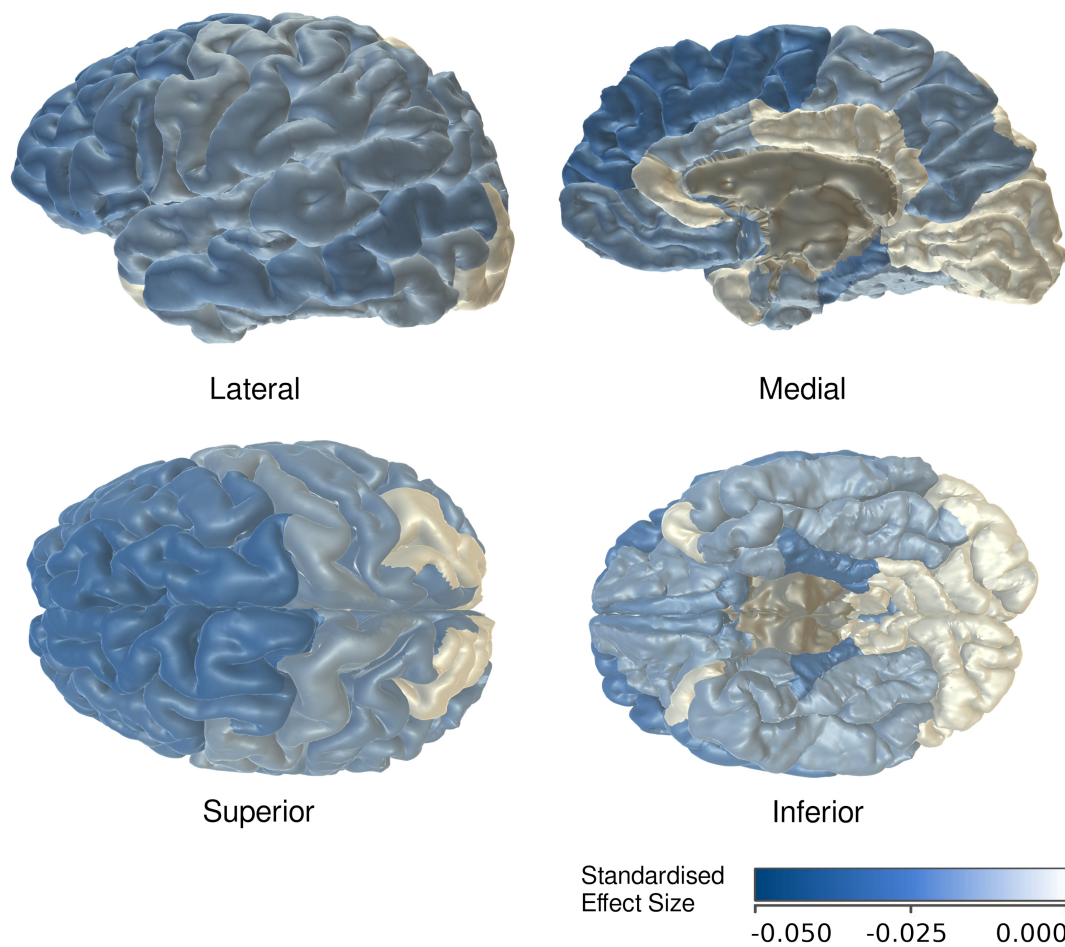 Lateral
Medial
Superior
Inferior
Standardised
Effect Size
-0.050
-0.025
0.000